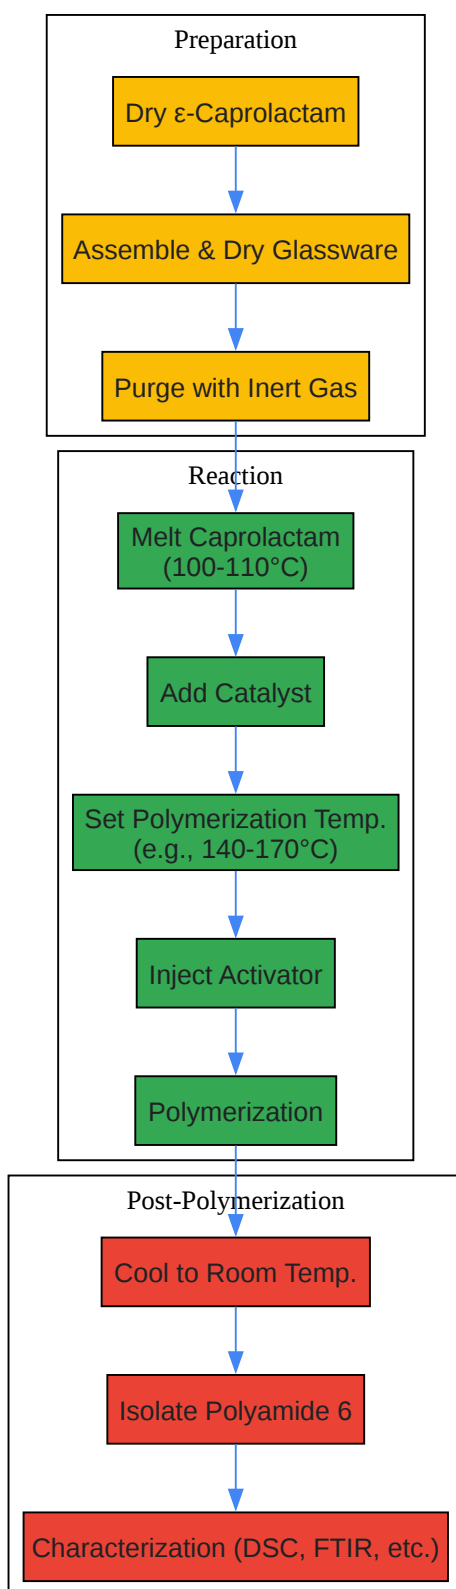 Preparation
Dry ε-Caprolactam
Assemble & Dry Glassware
Purge with Inert Gas
Reaction
Melt Caprolactam
(100-110°C)
Add Catalyst
Set Polymerization Temp.
(e.g., 140-170°C)
Inject Activator
Polymerization
Post-Polymerization
Cool to Room Temp.
Isolate Polyamide 6
Characterization (DSC, FTIR, etc.)